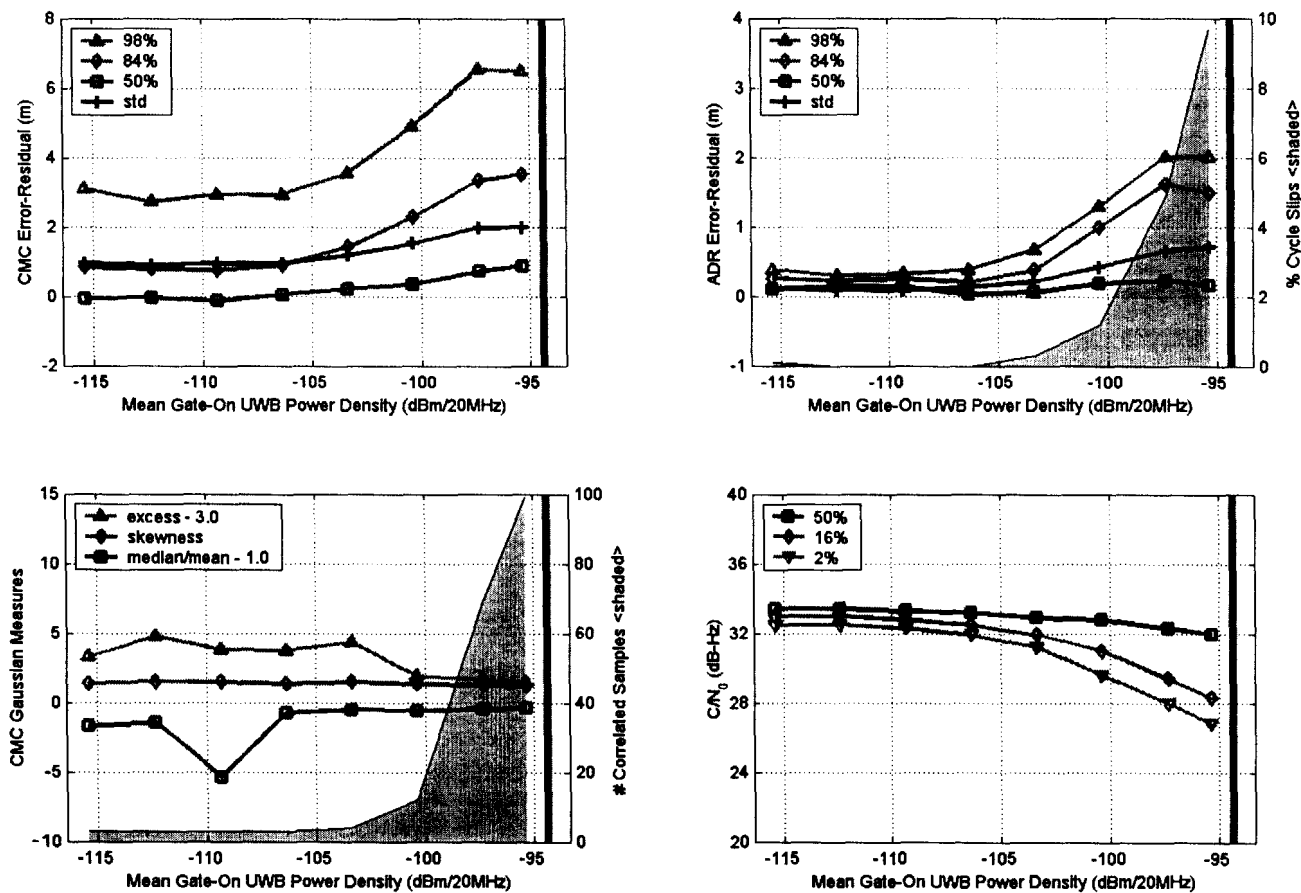 8
6
4
2
0
-2
CMC Error-Residual (m)
98%
84%
50%
std
-115 -110 -105 -100 -95
Mean Gate-On UWB Power Density (dBm/20MHz)
4
3
2
1
0
-1
ADR Error-Residual (m)
98%
84%
50%
std
10
8
6
4
2
0
% Cycle Slips <shaded>
-115 -110 -105 -100 -95
Mean Gate-On UWB Power Density (dBm/20MHz)
15
10
5
0
-5
-10
CMC Gaussian Measures
excess - 3.0
skewness
median/mean - 1.0
100
80
60
40
20
0
# Correlated Samples <shaded>
-115 -110 -105 -100 -95
Mean Gate-On UWB Power Density (dBm/20MHz)
40
36
32
28
24
20
C/N0 (dB-Hz)
50%
16%
2%
-115 -110 -105 -100 -95
Mean Gate-On UWB Power Density (dBm/20MHz)